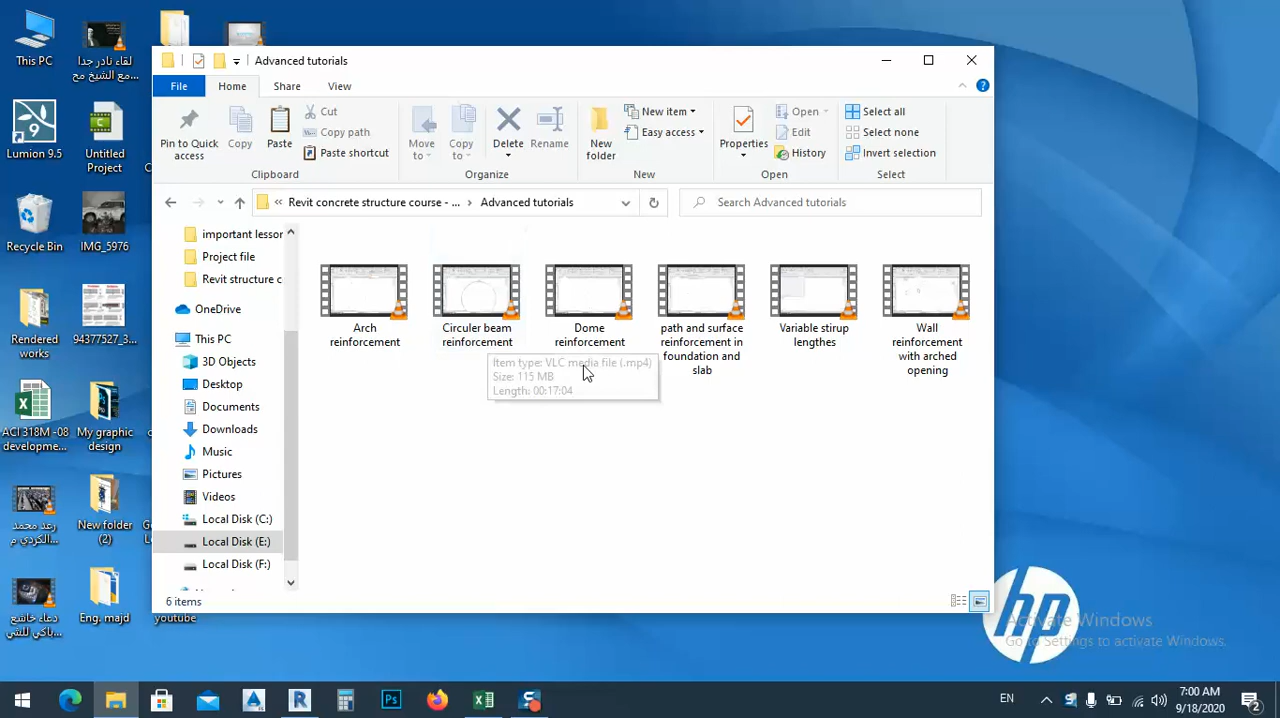 This PC
لقاء نادر جدا
مع الشيخ مح...
Lumion 9.5
Untitled
Project
Recycle Bin
IMG_5976
Rendered
works
94377527_3...
ACI 318M -08
developme...
My graphic
design
رعد محمد
الكردي م...
New folder
(2)
دعاء خاشع
باكي للشي...
Eng. majd
youtube
Advanced tutorials
File
Home
Share
View
Pin to Quick
access
Copy
Paste
Cut
Copy path
Paste shortcut
Clipboard
Move
to
Copy
to
Delete
Rename
Organize
New
folder
New item
Easy access
New
Properties
Open
Edit
History
Open
Select all
Select none
Invert selection
Select
« Revit concrete structure course - ... › Advanced tutorials
Search Advanced tutorials
important lesson
Project file
Revit structure c
OneDrive
This PC
3D Objects
Desktop
Documents
Downloads
Music
Pictures
Videos
Local Disk (C:)
Local Disk (E:)
Local Disk (F:)
Arch
reinforcement
Circuler beam
reinforcement
Dome
reinforcement
path and surface
reinforcement in
foundation and
slab
Variable stirup
lengthes
Wall
reinforcement
with arched
opening
Item type: VLC media file (.mp4)
Size: 115 MB
Length: 00:17:04
6 items
hp
Activate Windows
Go to Settings to activate Windows.
EN
7:00 AM
9/18/2020
2